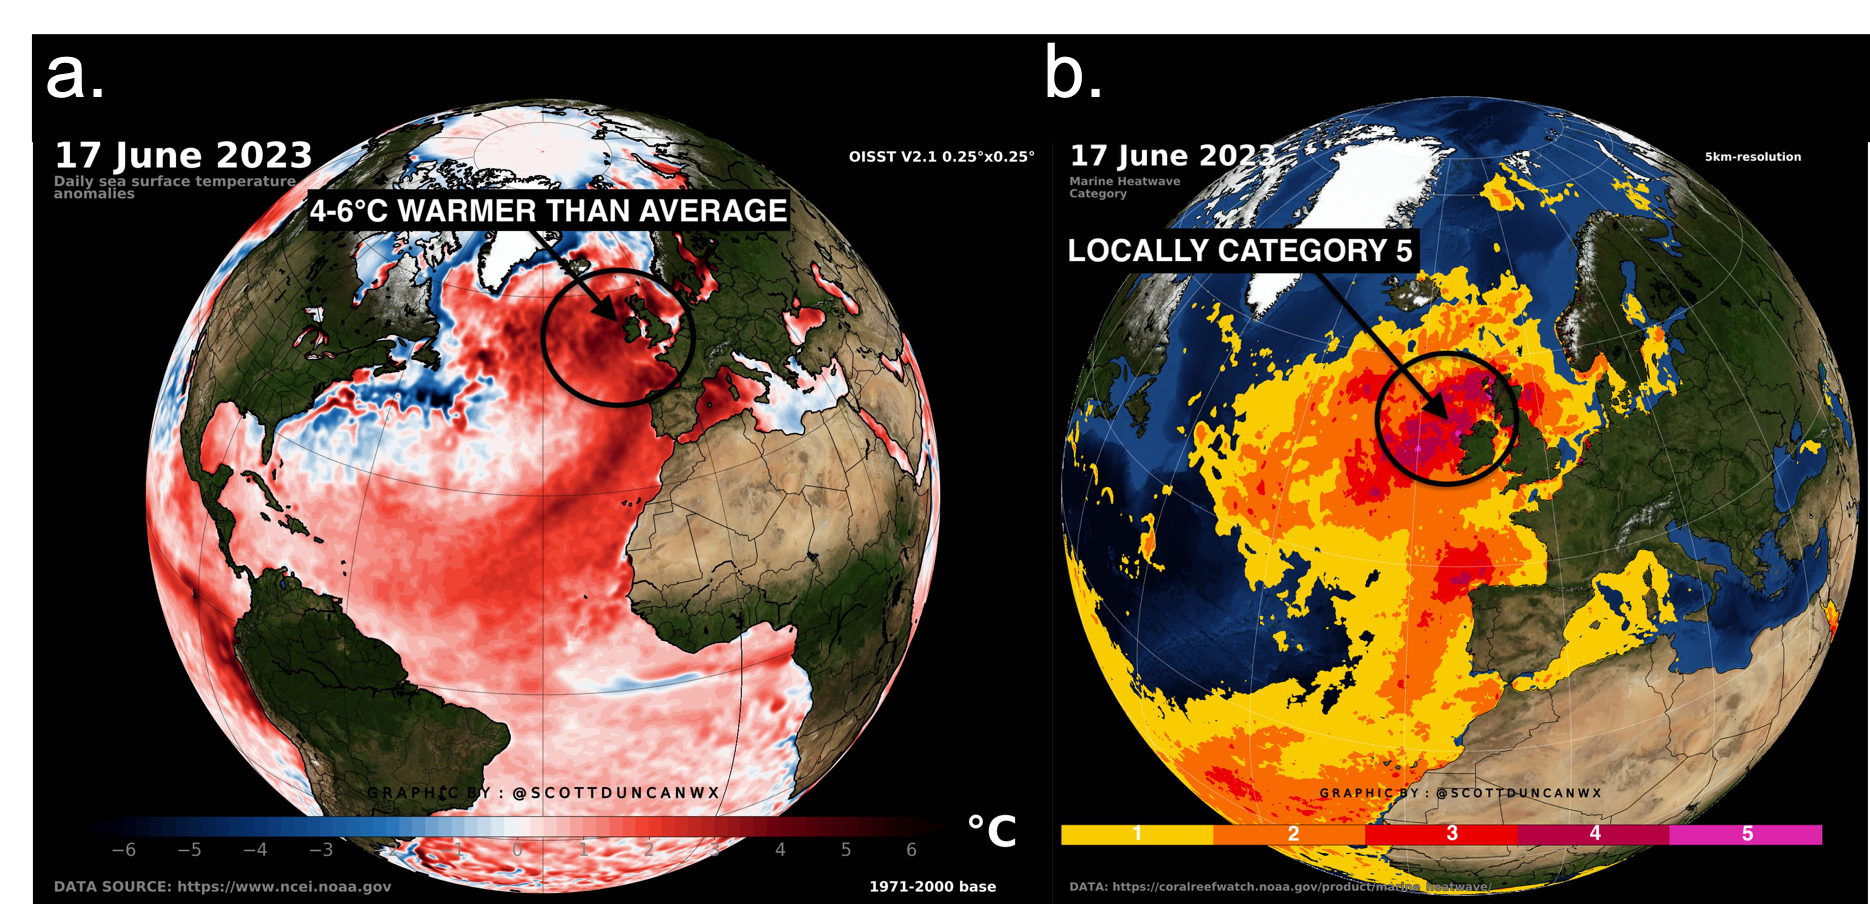 a.
17 June 2023
Daily sea surface temperature
anomalies
OISST V2.1 0.25°x0.25°
4-6°C WARMER THAN AVERAGE
GRAPHIC BY : @SCOTTDUNCANWX
°C
−6 −5 −4 −3 −2 −1 0 1 2 3 4 5 6
DATA SOURCE: https://www.ncei.noaa.gov
1971-2000 base
b.
17 June 2023
Marine Heatwave
Category
5km-resolution
LOCALLY CATEGORY 5
GRAPHIC BY : @SCOTTDUNCANWX
1 2 3 4 5
DATA: https://coralreefwatch.noaa.gov/product/marine_heatwave/